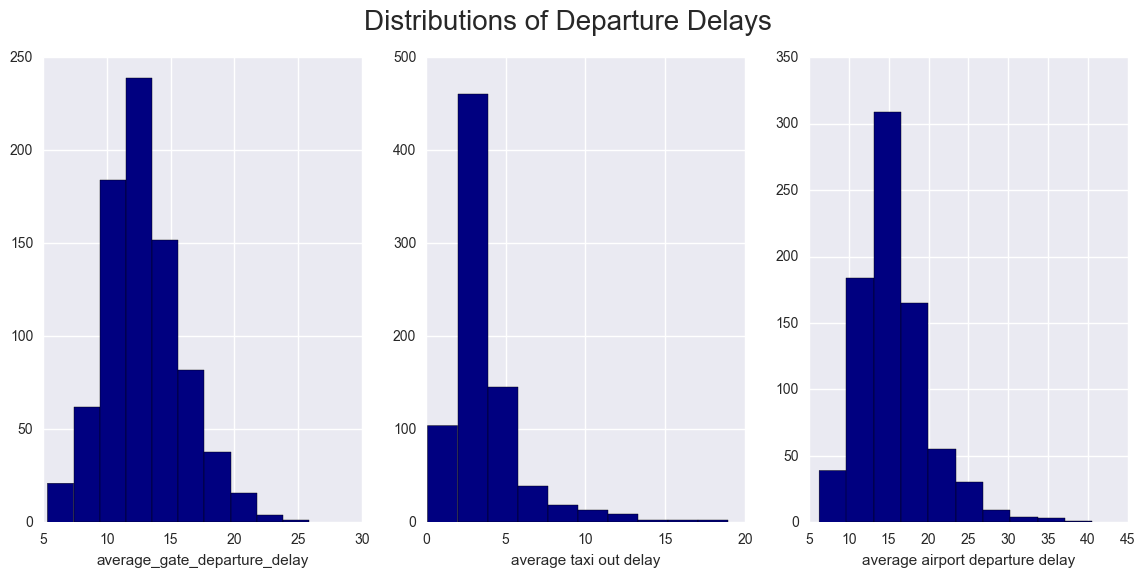 Distributions of Departure Delays
250
200
150
100
50
0
5 10 15 20 25 30
average_gate_departure_delay
500
400
300
200
100
0
0 5 10 15 20
average taxi out delay
350
300
250
200
150
100
50
0
5 10 15 20 25 30 35 40 45
average airport departure delay